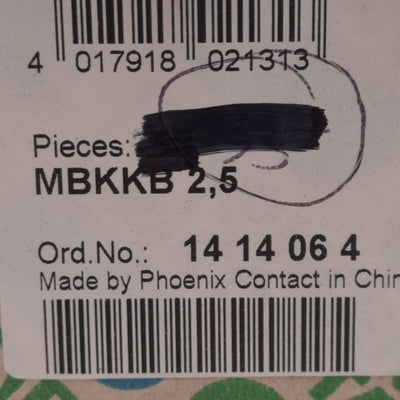 4 017918 021313
Pieces:
MBKKB 2,5
Ord.No.: 14 14 06 4
Made by Phoenix Contact in Chin